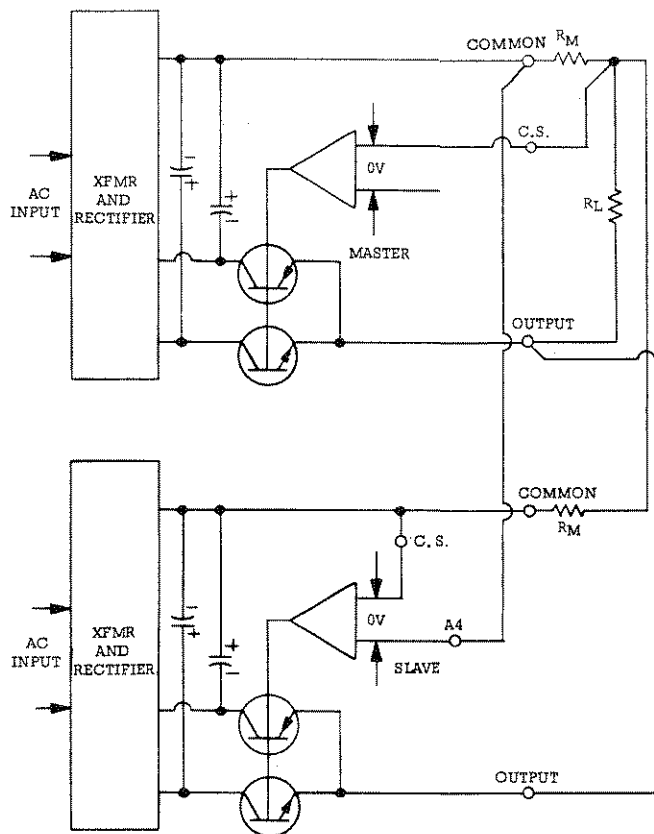 COMMON
RM
C.S.
XFMR
AND
RECTIFIER
AC
INPUT
0V
RL
MASTER
OUTPUT
COMMON
RM
C.S.
XFMR
AND
RECTIFIER
AC
INPUT
0V
A4
SLAVE
OUTPUT